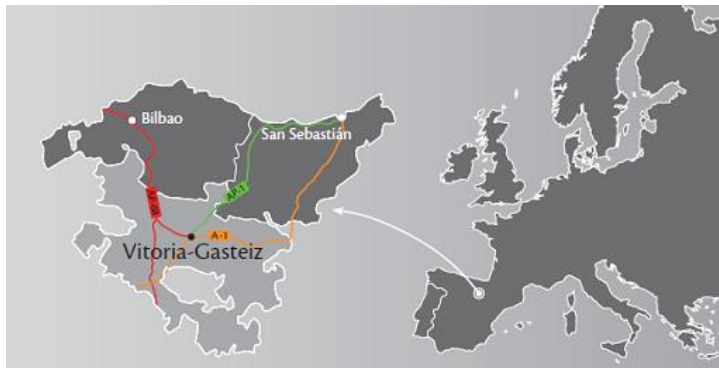 Bilbao
San Sebastián
AP-68
AP-1
A-1
Vitoria-Gasteiz